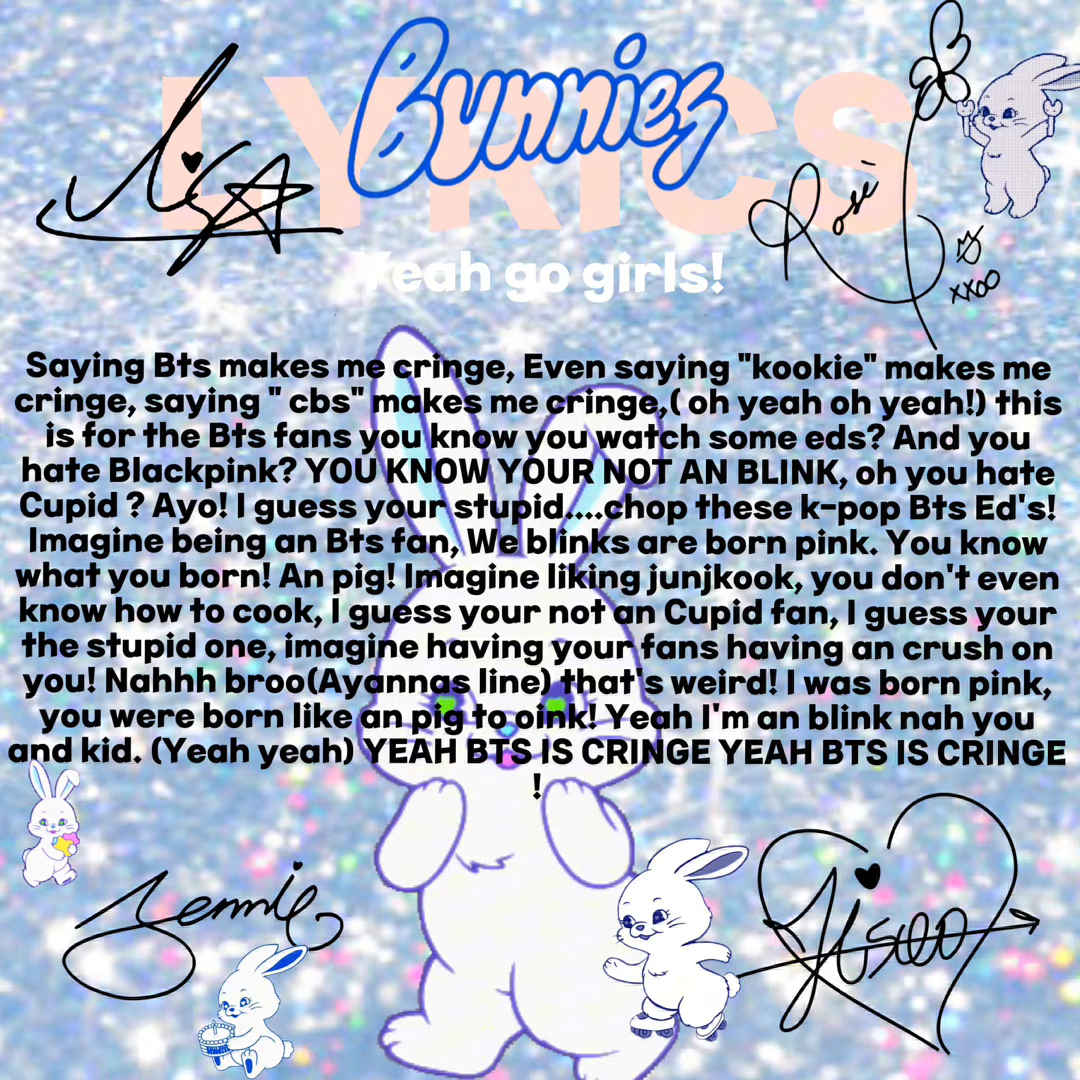 LYRICS
Bunnies
Lisa
Rosé
xxoo
Yeah go girls!
Saying Bts makes me cringe, Even saying "kookie" makes me
cringe, saying " cbs" makes me cringe,( oh yeah oh yeah!) this
is for the Bts fans you know you watch some eds? And you
hate Blackpink? YOU KNOW YOUR NOT AN BLINK, oh you hate
Cupid ? Ayo! I guess your stupid....chop these k-pop Bts Ed's!
Imagine being an Bts fan, We blinks are born pink. You know
what you born! An pig! Imagine liking junjkook, you don't even
know how to cook, I guess your not an Cupid fan, I guess your
the stupid one, imagine having your fans having an crush on
you! Nahhh broo(Ayannas line) that's weird! I was born pink,
you were born like an pig to oink! Yeah I'm an blink nah you
and kid. (Yeah yeah) YEAH BTS IS CRINGE YEAH BTS IS CRINGE
!
Jennie
Jisoo